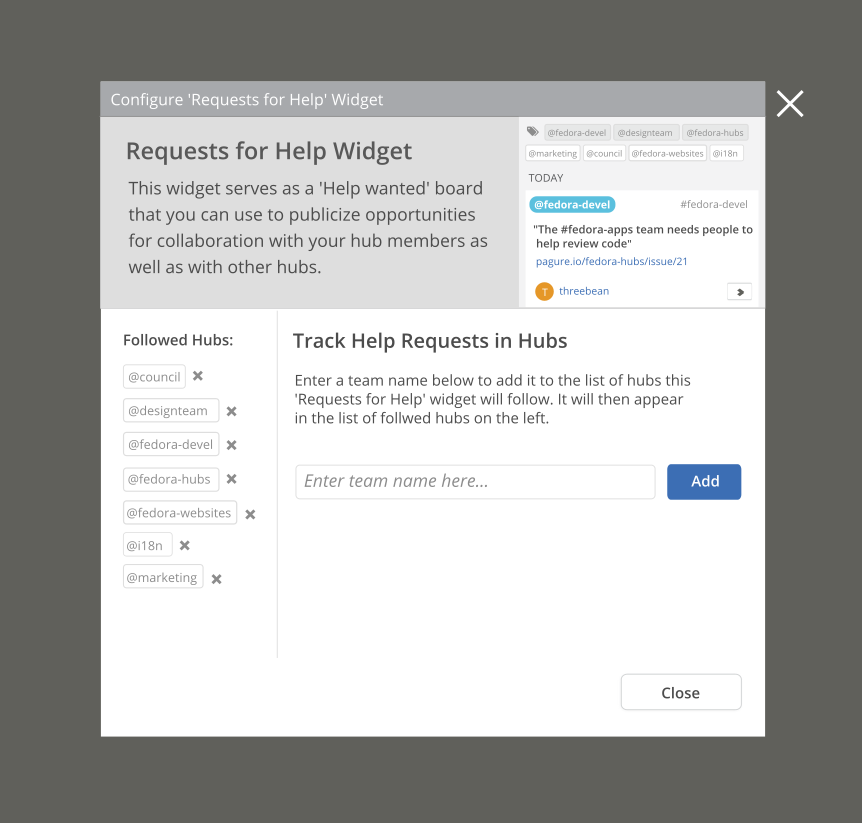 Configure 'Requests for Help' Widget
Requests for Help Widget
This widget serves as a 'Help wanted' board
that you can use to publicize opportunities
for collaboration with your hub members as
well as with other hubs.
@fedora-devel @designteam @fedora-hubs
@marketing @council @fedora-websites @i18n
TODAY
@fedora-devel #fedora-devel
"The #fedora-apps team needs people to
help review code"
pagure.io/fedora-hubs/issue/21
T threebean
Followed Hubs:
@council
@designteam
@fedora-devel
@fedora-hubs
@fedora-websites
@i18n
@marketing
Track Help Requests in Hubs
Enter a team name below to add it to the list of hubs this
'Requests for Help' widget will follow. It will then appear
in the list of follwed hubs on the left.
Enter team name here...
Add
Close